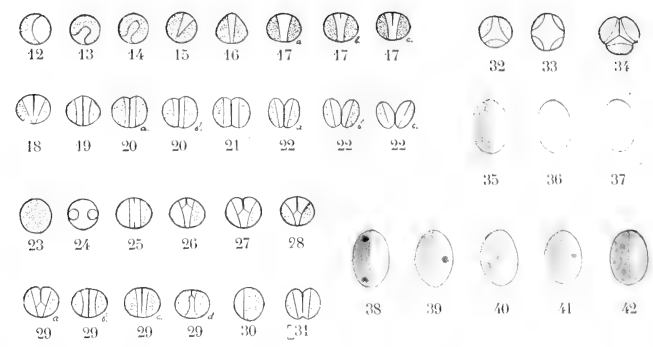 12 13 14 15 16 17 a 17 b. 17 c.
32 33 34
18 19 20 a. 20 b. 21 22 a 22 b. 22 c.
35 36 37
23 24 25 26 27 28
38 39 40 41 42
29 a 29 b. 29 c. 29 d 30 31